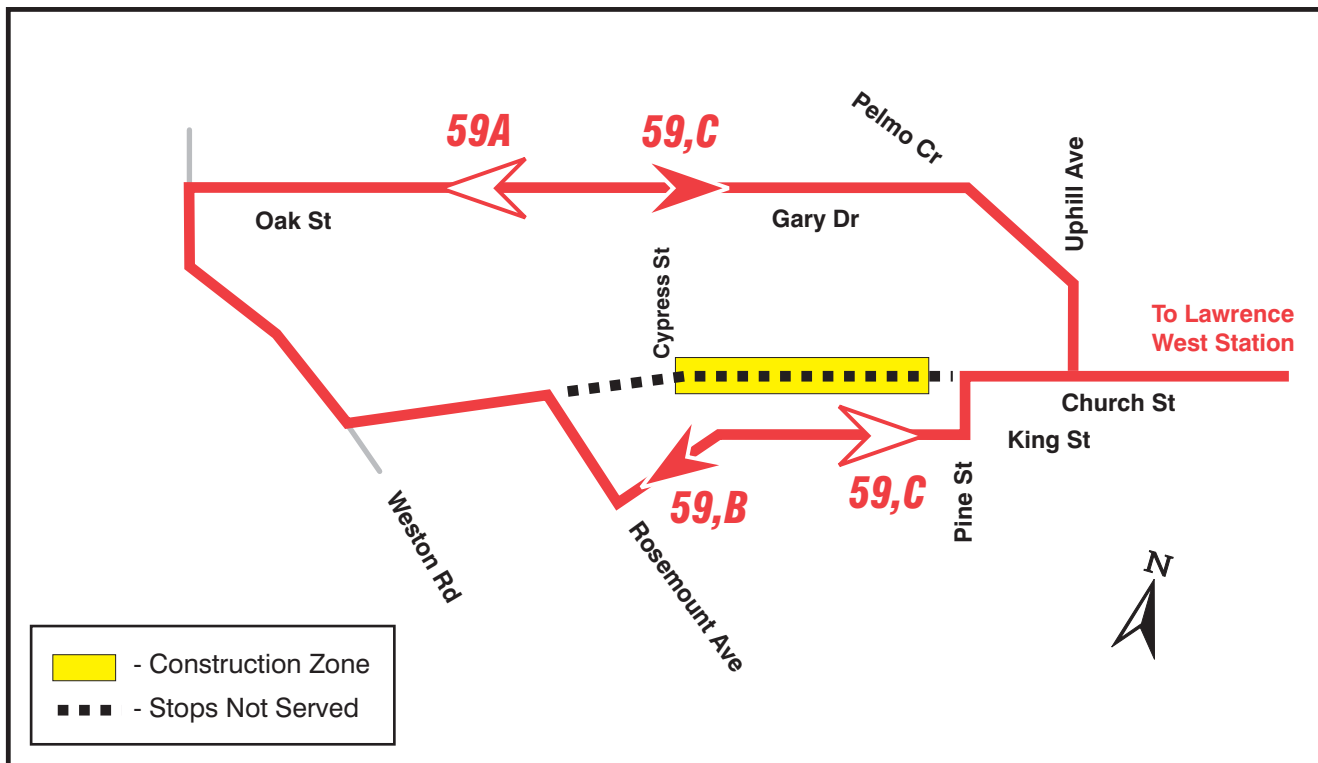 59A
59,C
Pelmo Cr
Uphill Ave
Oak St
Gary Dr
Cypress St
To Lawrence
West Station
Church St
King St
Pine St
59,B
59,C
Weston Rd
Rosemount Ave
N
- Construction Zone
- Stops Not Served